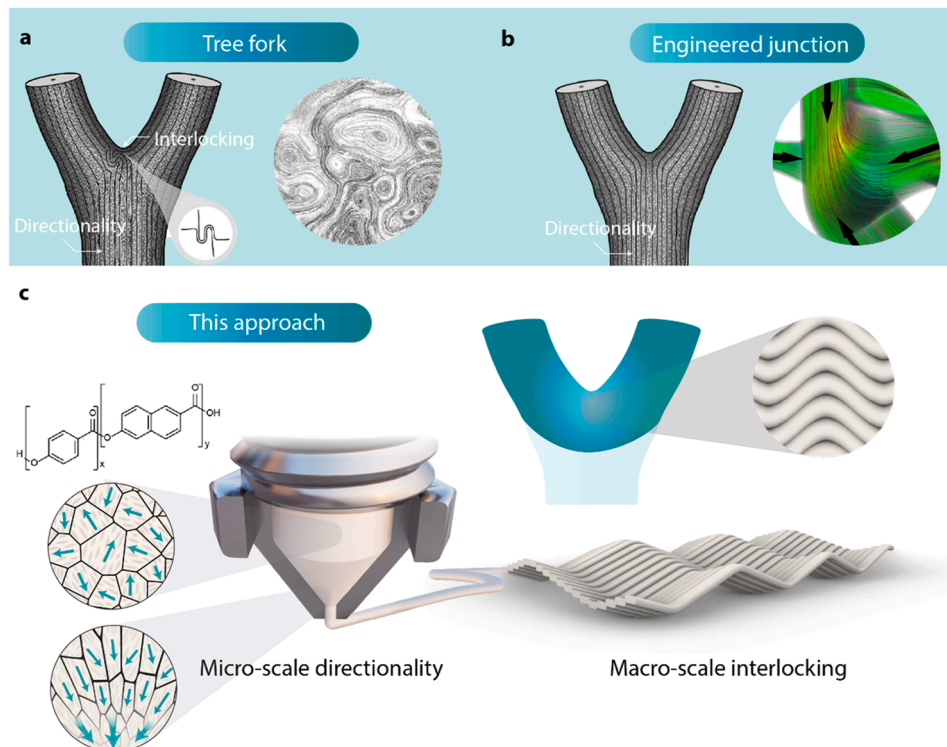 a
Tree fork
Interlocking
Directionality
b
Engineered junction
Directionality
c
This approach
H
O
O
x
O
O
OH
y
Micro-scale directionality
Macro-scale interlocking